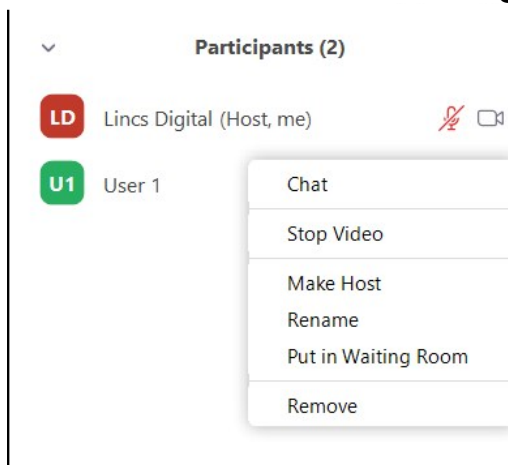 Participants (2)
LD Lincs Digital (Host, me)
U1 User 1
Chat
Stop Video
Make Host
Rename
Put in Waiting Room
Remove